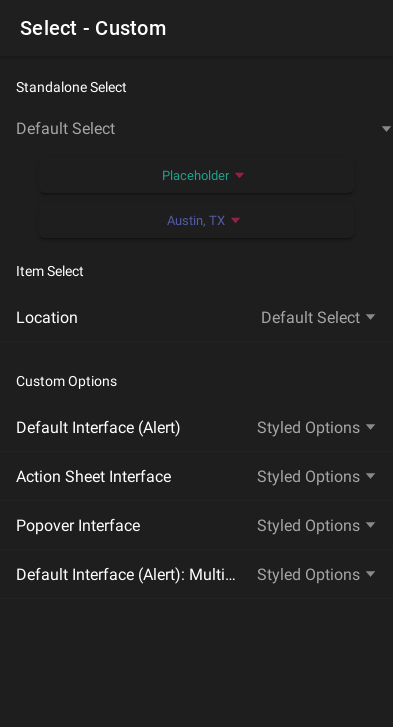 Select - Custom
Standalone Select
Default Select
Placeholder
Austin, TX
Item Select
Location Default Select
Custom Options
Default Interface (Alert) Styled Options
Action Sheet Interface Styled Options
Popover Interface Styled Options
Default Interface (Alert): Multi... Styled Options